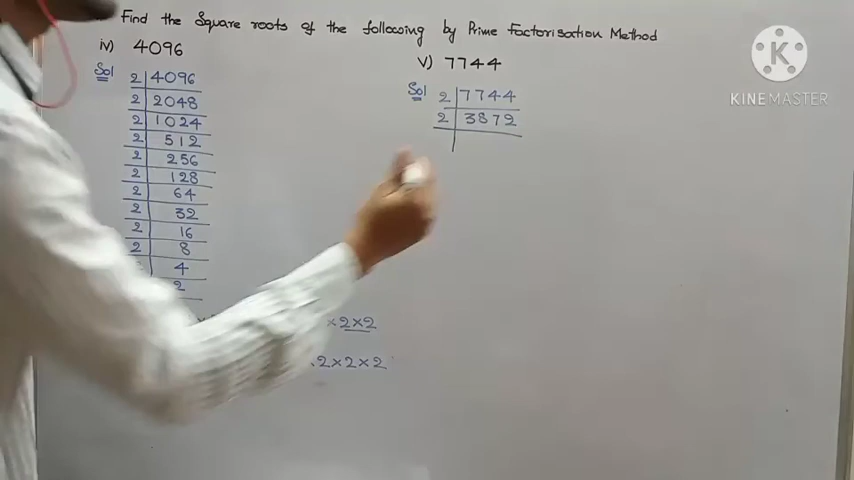 Find the Square roots of the following by Prime Factorisation Method
iv) 4096
Sol
2 4096
2 2048
2 1024
2 512
2 256
2 128
2 64
2 32
2 16
2 8
4
2
× 2 × 2
2 × 2 × 2
v) 7744
Sol
2 7744
2 3872
KINEMASTER